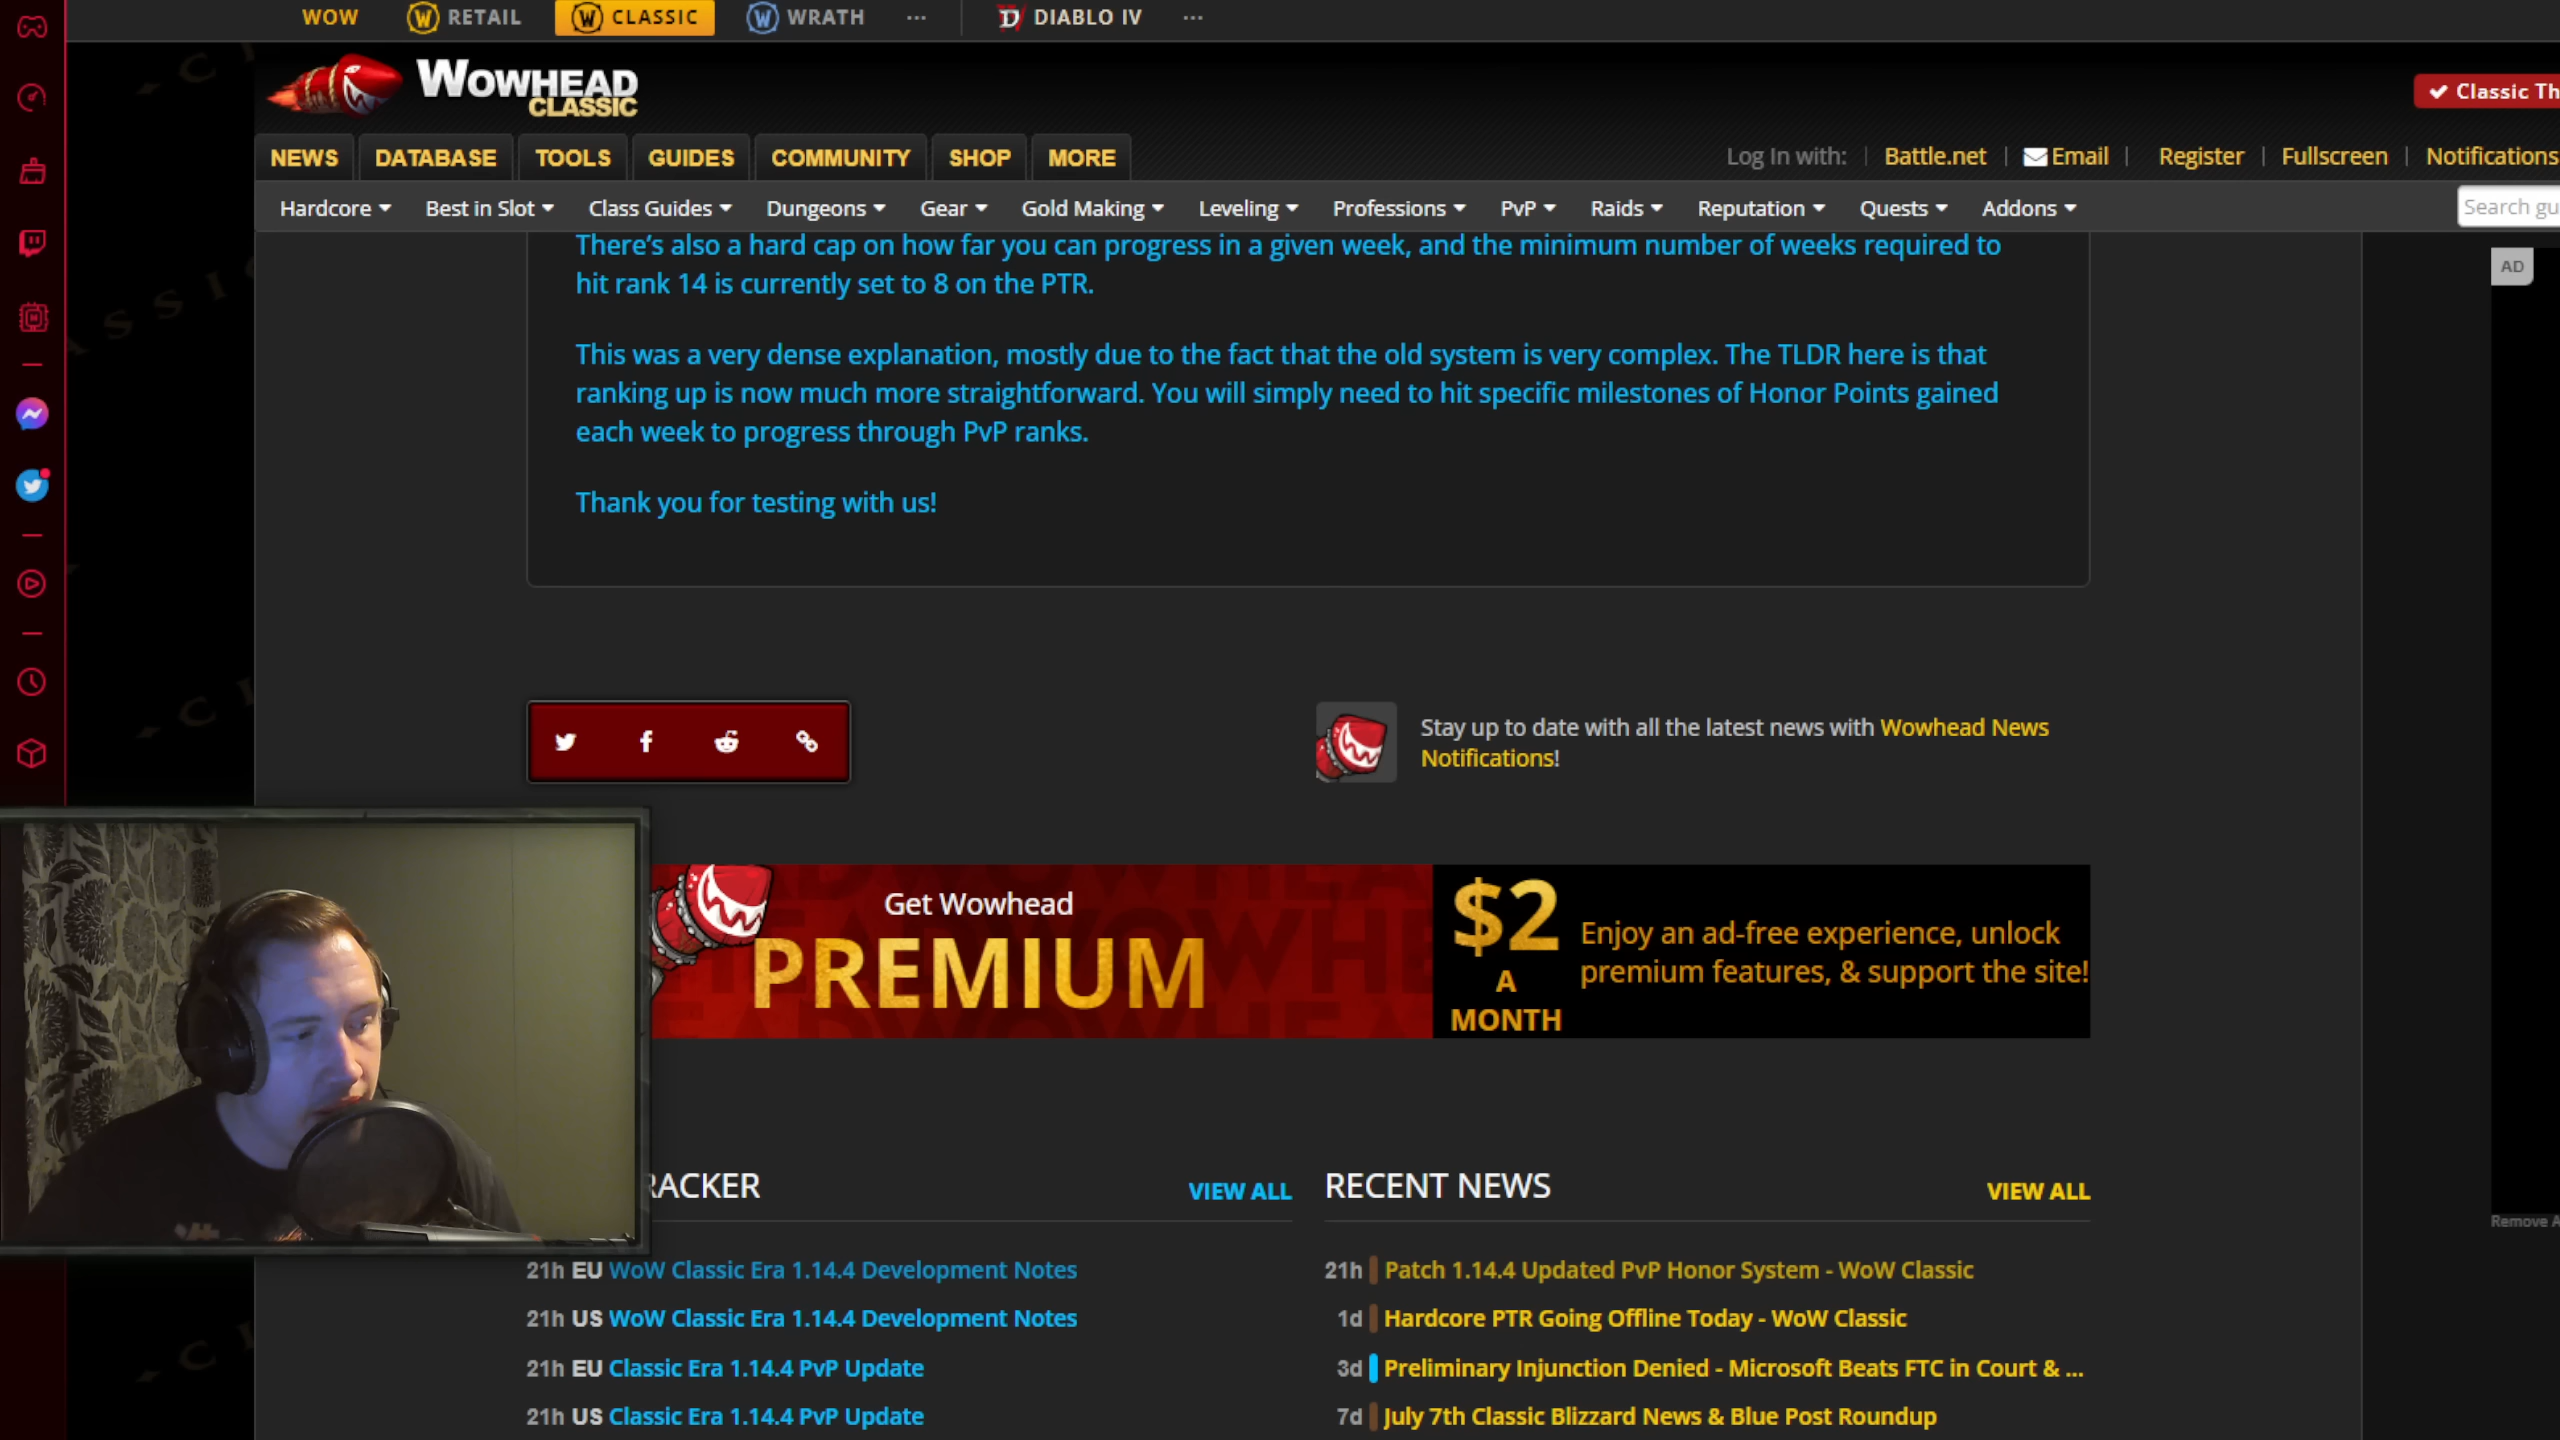 WOW RETAIL CLASSIC WRATH ... DIABLO IV ...
WOWHEAD
CLASSIC
Classic Th
NEWS DATABASE TOOLS GUIDES COMMUNITY SHOP MORE
Log In with: | Battle.net | Email | Register | Fullscreen | Notifications
Hardcore Best in Slot Class Guides Dungeons Gear Gold Making Leveling Professions PvP Raids Reputation Quests Addons
Search gu
There's also a hard cap on how far you can progress in a given week, and the minimum number of weeks required to
hit rank 14 is currently set to 8 on the PTR.
AD
This was a very dense explanation, mostly due to the fact that the old system is very complex. The TLDR here is that
ranking up is now much more straightforward. You will simply need to hit specific milestones of Honor Points gained
each week to progress through PvP ranks.
Thank you for testing with us!
Stay up to date with all the latest news with Wowhead News
Notifications!
Get Wowhead
PREMIUM
$2
A
MONTH
Enjoy an ad-free experience, unlock
premium features, & support the site!
RACKER VIEW ALL
21h EU WoW Classic Era 1.14.4 Development Notes
21h US WoW Classic Era 1.14.4 Development Notes
21h EU Classic Era 1.14.4 PvP Update
21h US Classic Era 1.14.4 PvP Update
RECENT NEWS VIEW ALL
21h Patch 1.14.4 Updated PvP Honor System - WoW Classic
1d Hardcore PTR Going Offline Today - WoW Classic
3d Preliminary Injunction Denied - Microsoft Beats FTC in Court & ...
7d July 7th Classic Blizzard News & Blue Post Roundup
Remove A